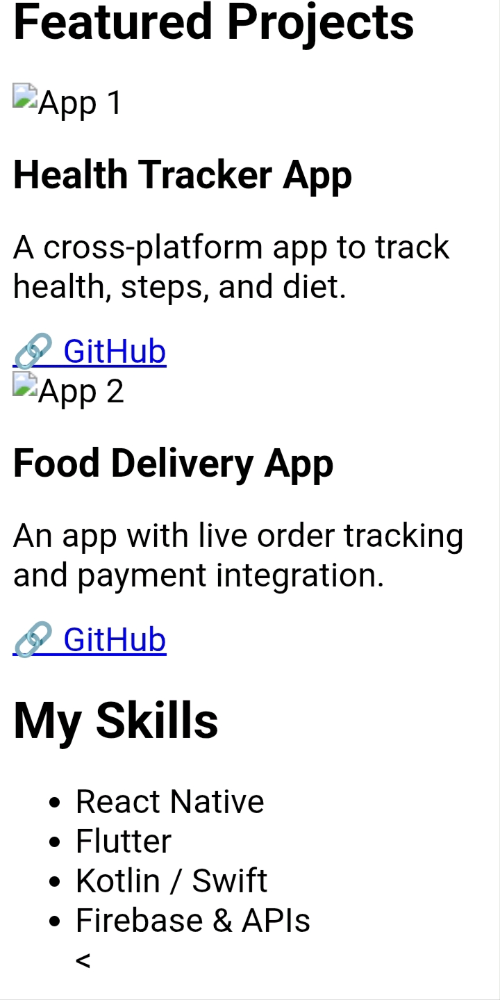 Featured Projects
App 1
Health Tracker App
A cross-platform app to track
health, steps, and diet.
🔗 GitHub
App 2
Food Delivery App
An app with live order tracking
and payment integration.
🔗 GitHub
My Skills
• React Native
• Flutter
• Kotlin / Swift
• Firebase & APIs
<